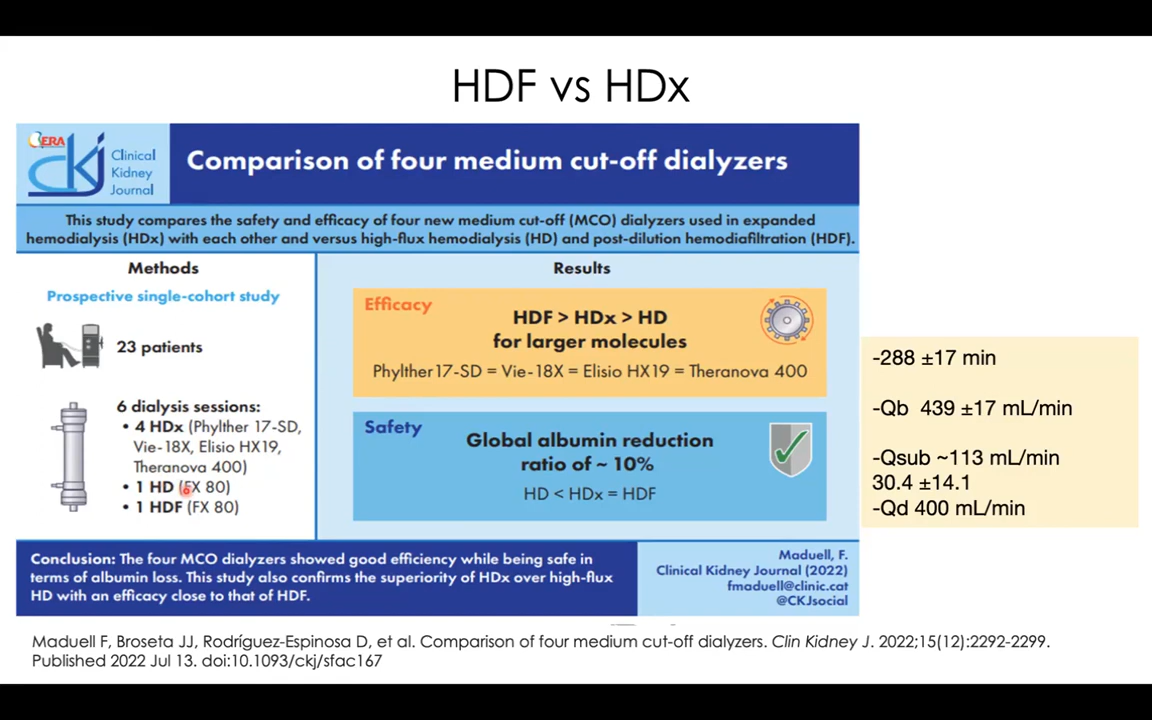 HDF vs HDx
ERA
ckj
Clinical
Kidney
Journal
Comparison of four medium cut-off dialyzers
This study compares the safety and efficacy of four new medium cut-off (MCO) dialyzers used in expanded
hemodialysis (HDx) with each other and versus high-flux hemodialysis (HD) and post-dilution hemodiafiltration (HDF).
Methods
Prospective single-cohort study
23 patients
6 dialysis sessions:
• 4 HDx (Phylther 17-SD,
Vie-18X, Elisio HX19,
Theranova 400)
• 1 HD (FX 80)
• 1 HDF (FX 80)
Results
Efficacy
HDF > HDx > HD
for larger molecules
Phylther 17-SD = Vie-18X = Elisio HX19 = Theranova 400
Safety
Global albumin reduction
ratio of ~ 10%
HD < HDx = HDF
-288 ±17 min
-Qb 439 ±17 mL/min
-Qsub ~113 mL/min
30.4 ±14.1
-Qd 400 mL/min
Conclusion: The four MCO dialyzers showed good efficiency while being safe in
terms of albumin loss. This study also confirms the superiority of HDx over high-flux
HD with an efficacy close to that of HDF.
Maduell, F.
Clinical Kidney Journal (2022)
fmaduell@clinic.cat
@CKJsocial
Maduell F, Broseta JJ, Rodríguez-Espinosa D, et al. Comparison of four medium cut-off dialyzers. Clin Kidney J. 2022;15(12):2292-2299.
Published 2022 Jul 13. doi:10.1093/ckj/sfac167